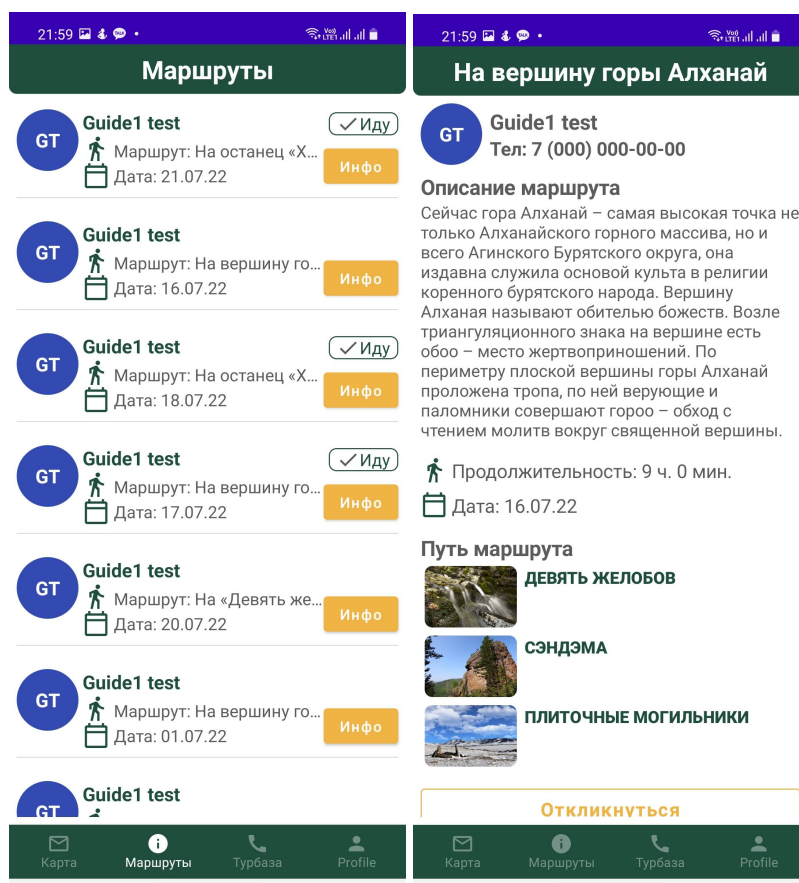 21:59
Маршруты
GT
Guide1 test
Иду
Маршрут: На останец «Х...
Дата: 21.07.22
Инфо
GT
Guide1 test
Маршрут: На вершину го...
Дата: 16.07.22
Инфо
GT
Guide1 test
Иду
Маршрут: На останец «Х...
Дата: 18.07.22
Инфо
GT
Guide1 test
Иду
Маршрут: На вершину го...
Дата: 17.07.22
Инфо
GT
Guide1 test
Маршрут: На «Девять же...
Дата: 20.07.22
Инфо
GT
Guide1 test
Маршрут: На вершину го...
Дата: 01.07.22
Инфо
GT
Guide1 test
Карта
Маршруты
Турбаза
Profile
21:59
На вершину горы Алханай
GT
Guide1 test
Тел: 7 (000) 000-00-00
Описание маршрута
Сейчас гора Алханай – самая высокая точка не
только Алханайского горного массива, но и
всего Агинского Бурятского округа, она
издавна служила основой культа в религии
коренного бурятского народа. Вершину
Алханая называют обителью божеств. Возле
триангуляционного знака на вершине есть
обоо – место жертвоприношений. По
периметру плоской вершины горы Алханай
проложена тропа, по ней верующие и
паломники совершают гороо – обход с
чтением молитв вокруг священной вершины.
Продолжительность: 9 ч. 0 мин.
Дата: 16.07.22
Путь маршрута
ДЕВЯТЬ ЖЕЛОБОВ
СЭНДЭМА
ПЛИТОЧНЫЕ МОГИЛЬНИКИ
Откликнуться
Карта
Маршруты
Турбаза
Profile